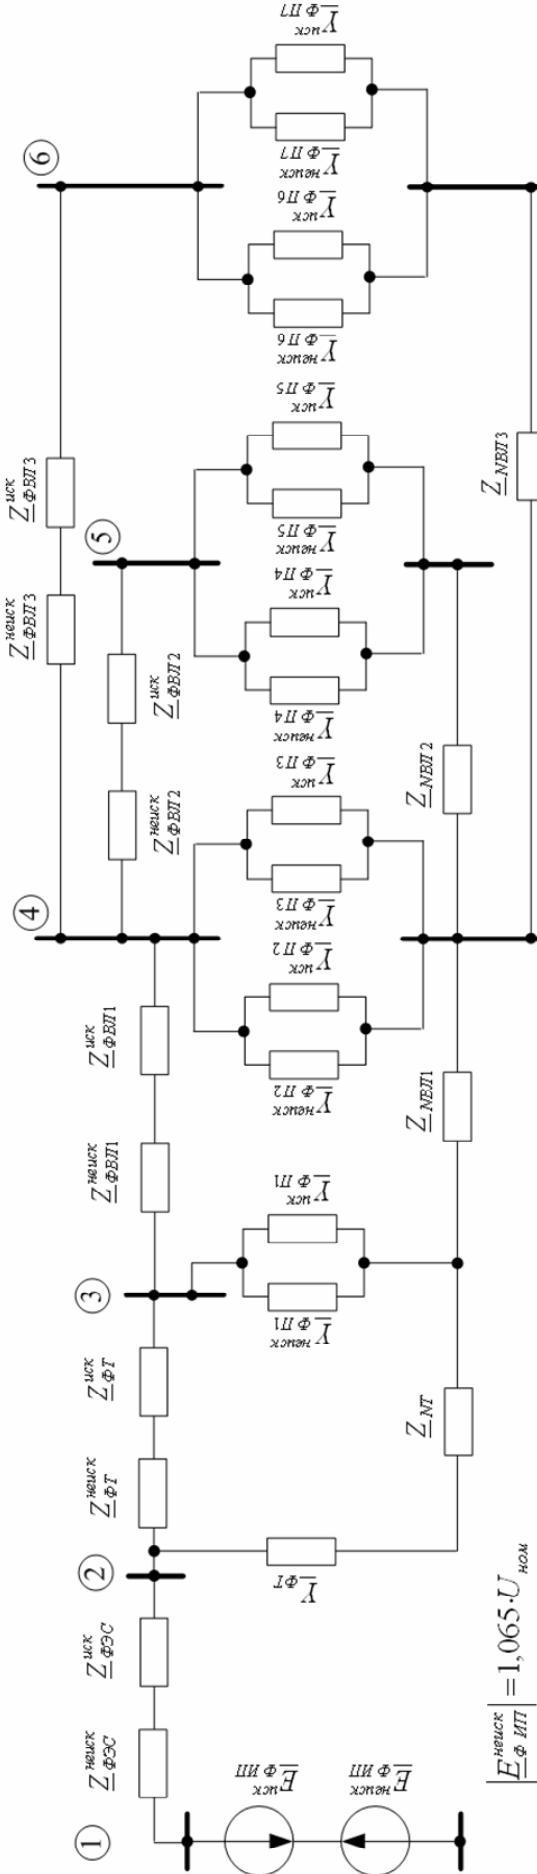 1
2
3
4
5
6
Z ФЭС неиск
Z ФЭС иск
Z ФТ неиск
Z ФТ иск
Z ФВЛ1 неиск
Z ФВЛ1 иск
Z ФВЛ2 неиск
Z ФВЛ2 иск
Z ФВЛ3 неиск
Z ФВЛ3 иск
E Ф ИП иск
E Ф ИП неиск
Y ФТ
Y Ф П1 неиск
Y Ф П1 иск
Y Ф П2 неиск
Y Ф П2 иск
Y Ф П3 неиск
Y Ф П3 иск
Y Ф П4 неиск
Y Ф П4 иск
Y Ф П5 неиск
Y Ф П5 иск
Y Ф П6 неиск
Y Ф П6 иск
Y Ф П7 неиск
Y Ф П7 иск
Z NТ
Z NВЛ1
Z NВЛ2
Z NВЛ3
|E Ф ИП неиск| = 1,065·U ном